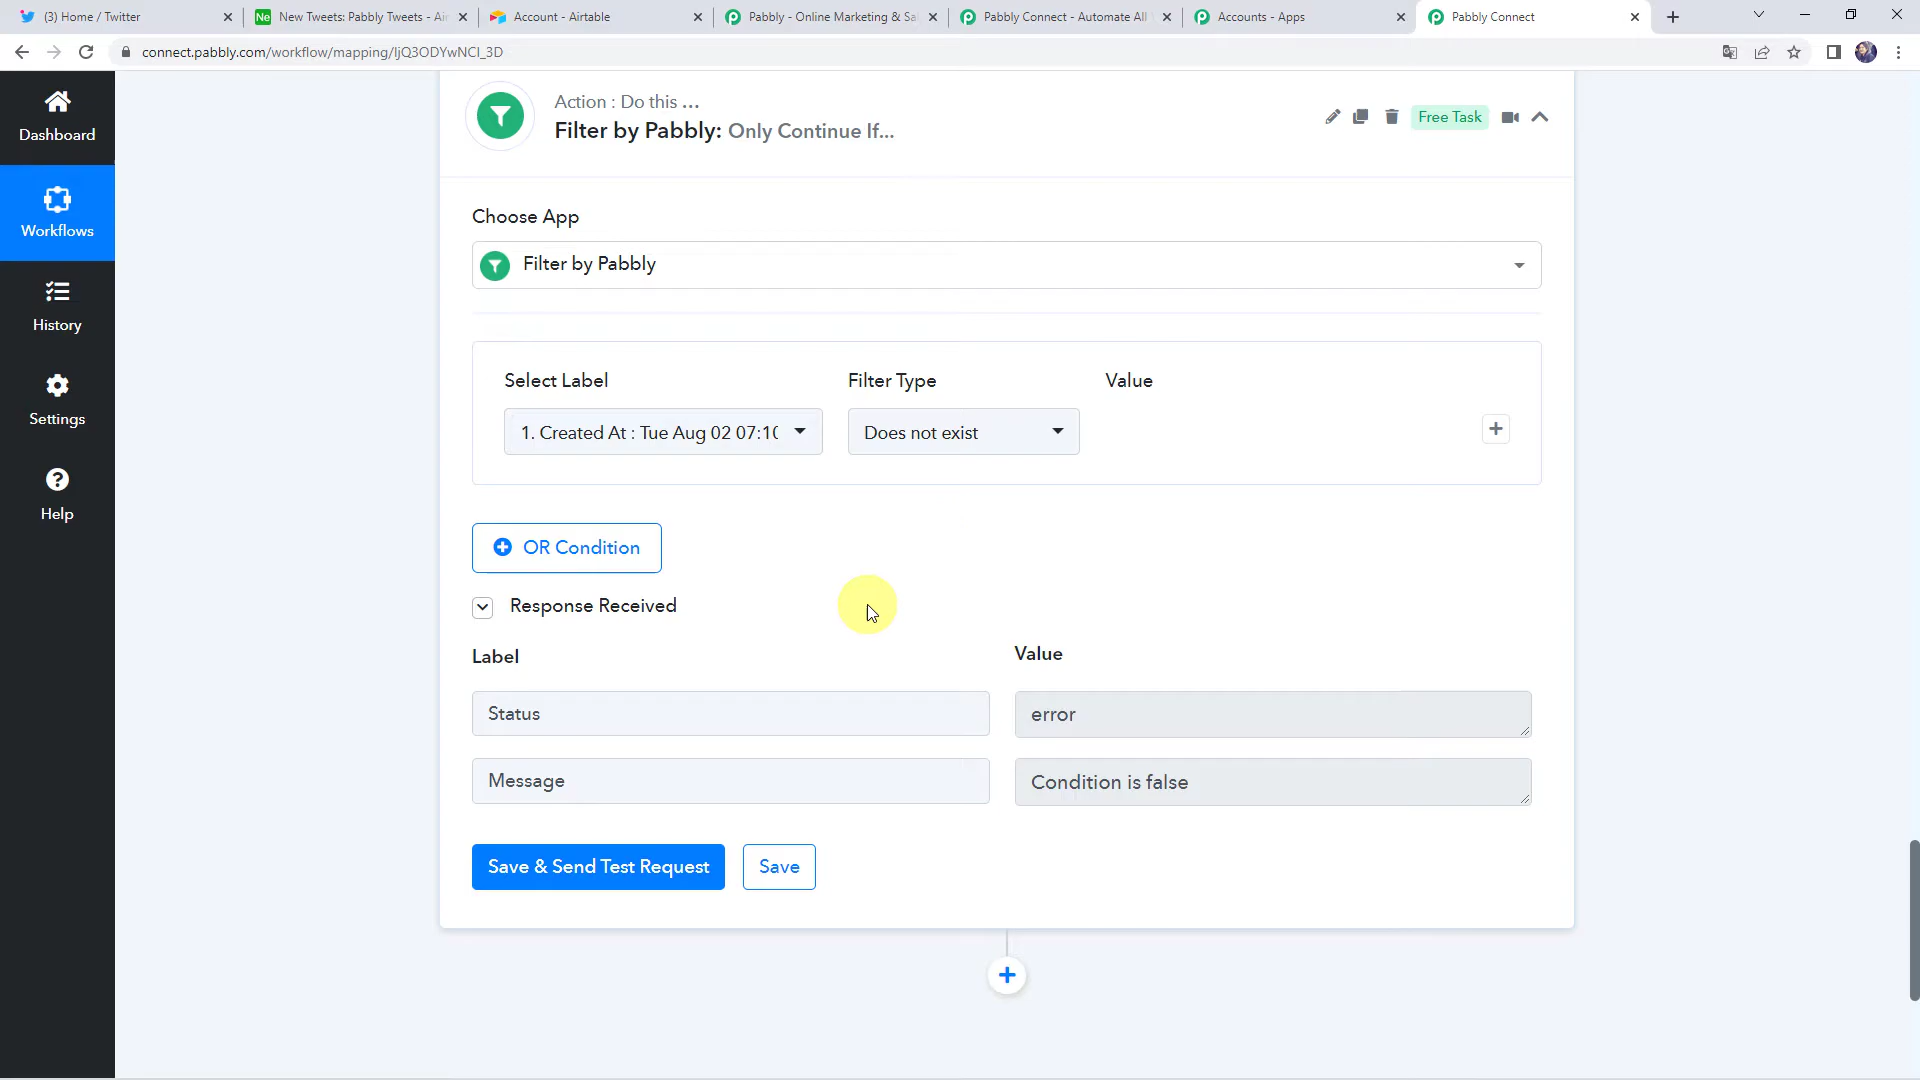 (3) Home / Twitter
Ne
New Tweets: Pabbly Tweets - Air
Account - Airtable
Pabbly - Online Marketing & Sa
Pabbly Connect - Automate All
Accounts - Apps
Pabbly Connect
connect.pabbly.com/workflow/mapping/IjQ3ODYwNCI_3D
Dashboard
Workflows
History
Settings
Help
Action : Do this ...
Filter by Pabbly: Only Continue If...
Free Task
Choose App
Filter by Pabbly
Select Label
Filter Type
Value
1. Created At : Tue Aug 02 07:10
Does not exist
OR Condition
Response Received
Label
Value
Status
error
Message
Condition is false
Save & Send Test Request
Save